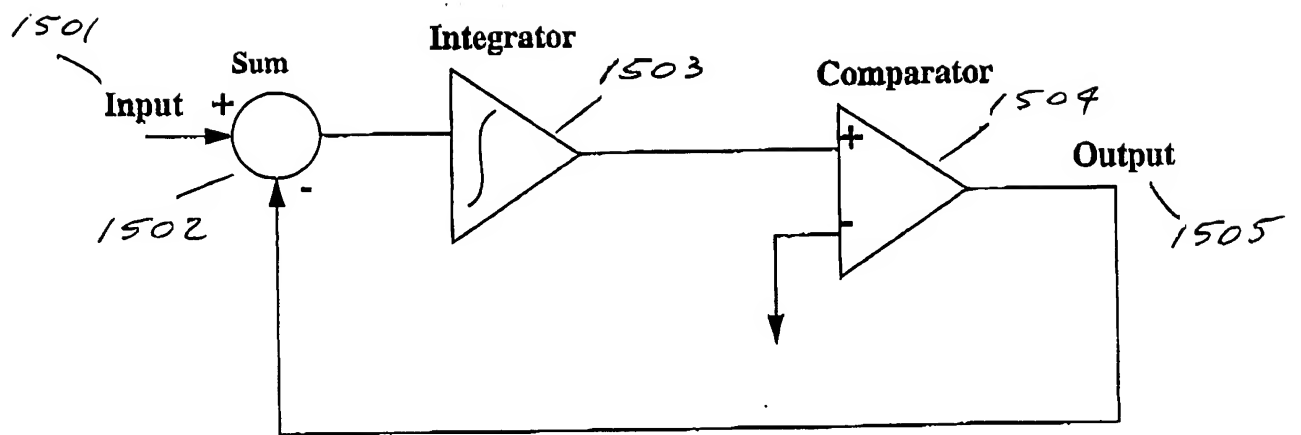 1501
Integrator
Sum
1503
Comparator
Input
+
1504
+
Output
-
-
1502
1505